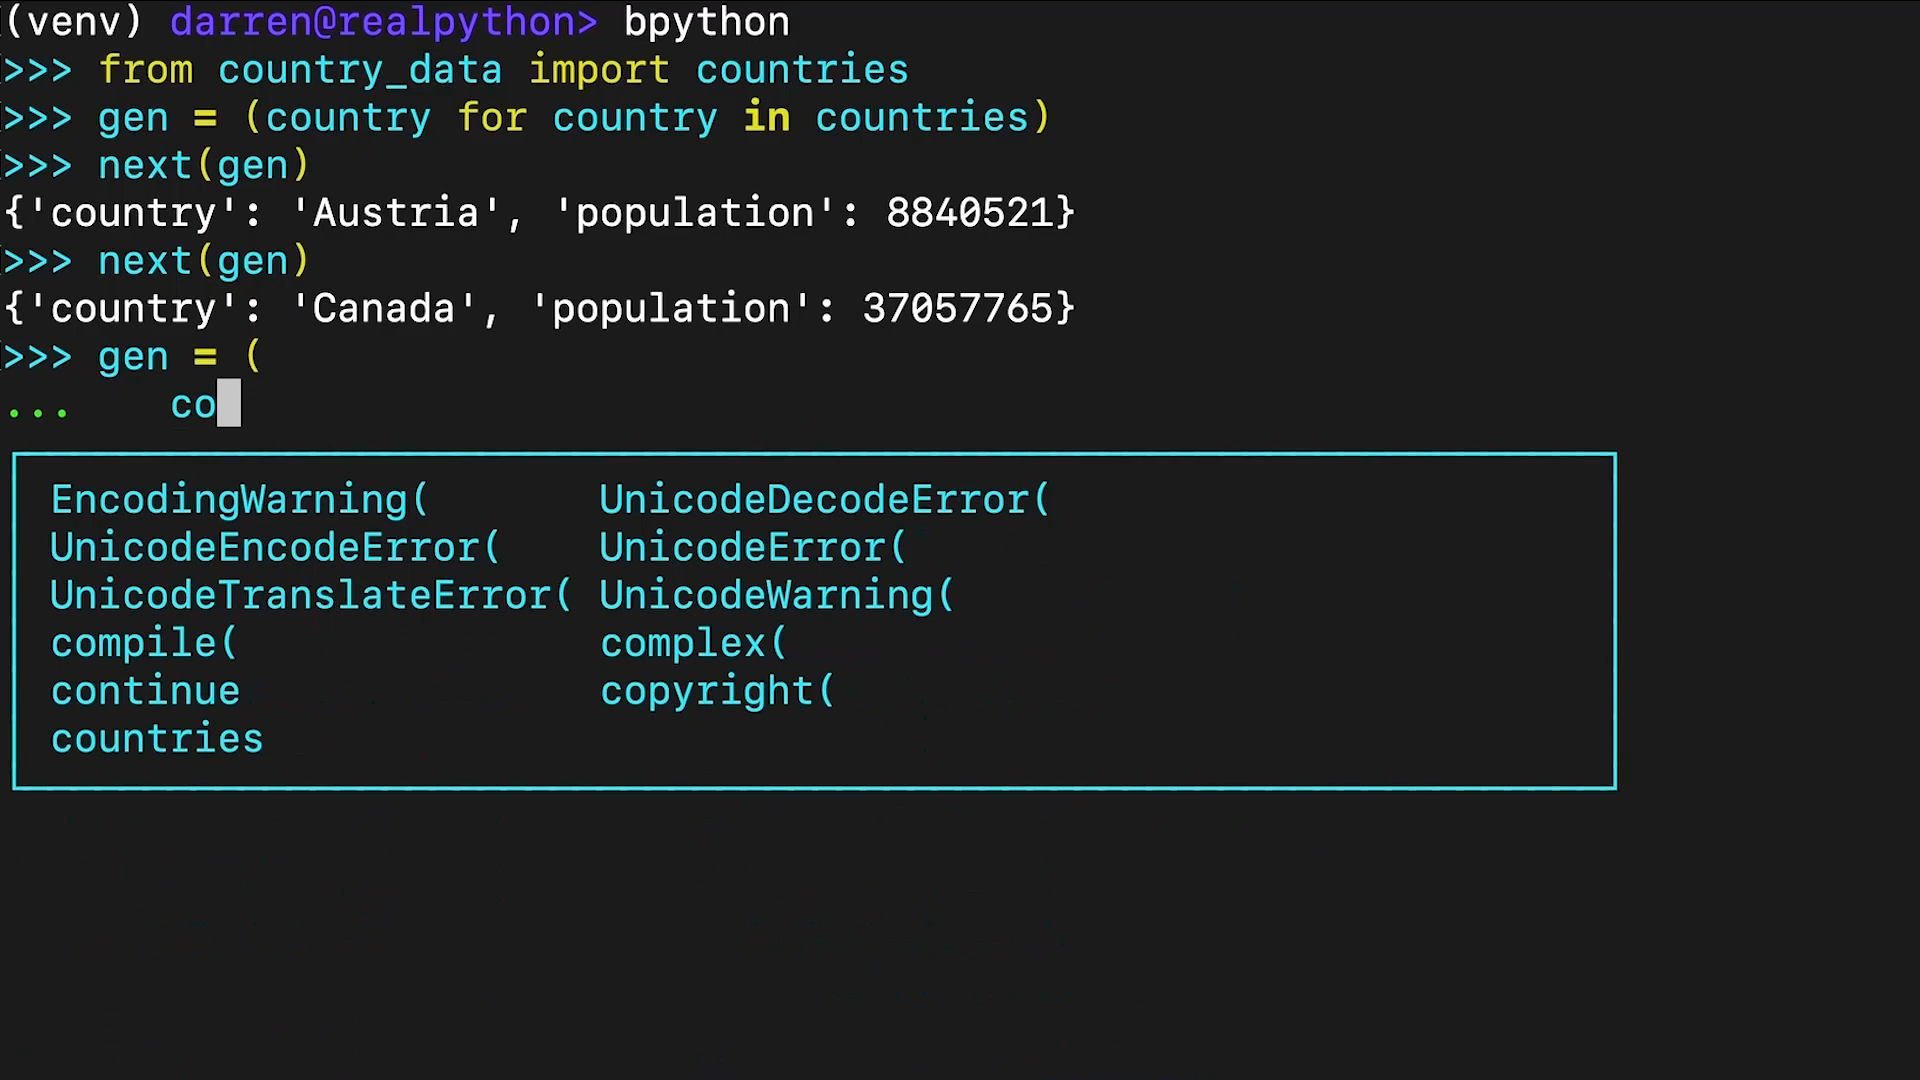 (venv) darren@realpython> bpython
>>> from country_data import countries
>>> gen = (country for country in countries)
>>> next(gen)
{'country': 'Austria', 'population': 8840521}
>>> next(gen)
{'country': 'Canada', 'population': 37057765}
>>> gen = (
...    co
EncodingWarning( UnicodeDecodeError(
UnicodeEncodeError( UnicodeError(
UnicodeTranslateError( UnicodeWarning(
compile( complex(
continue copyright(
countries